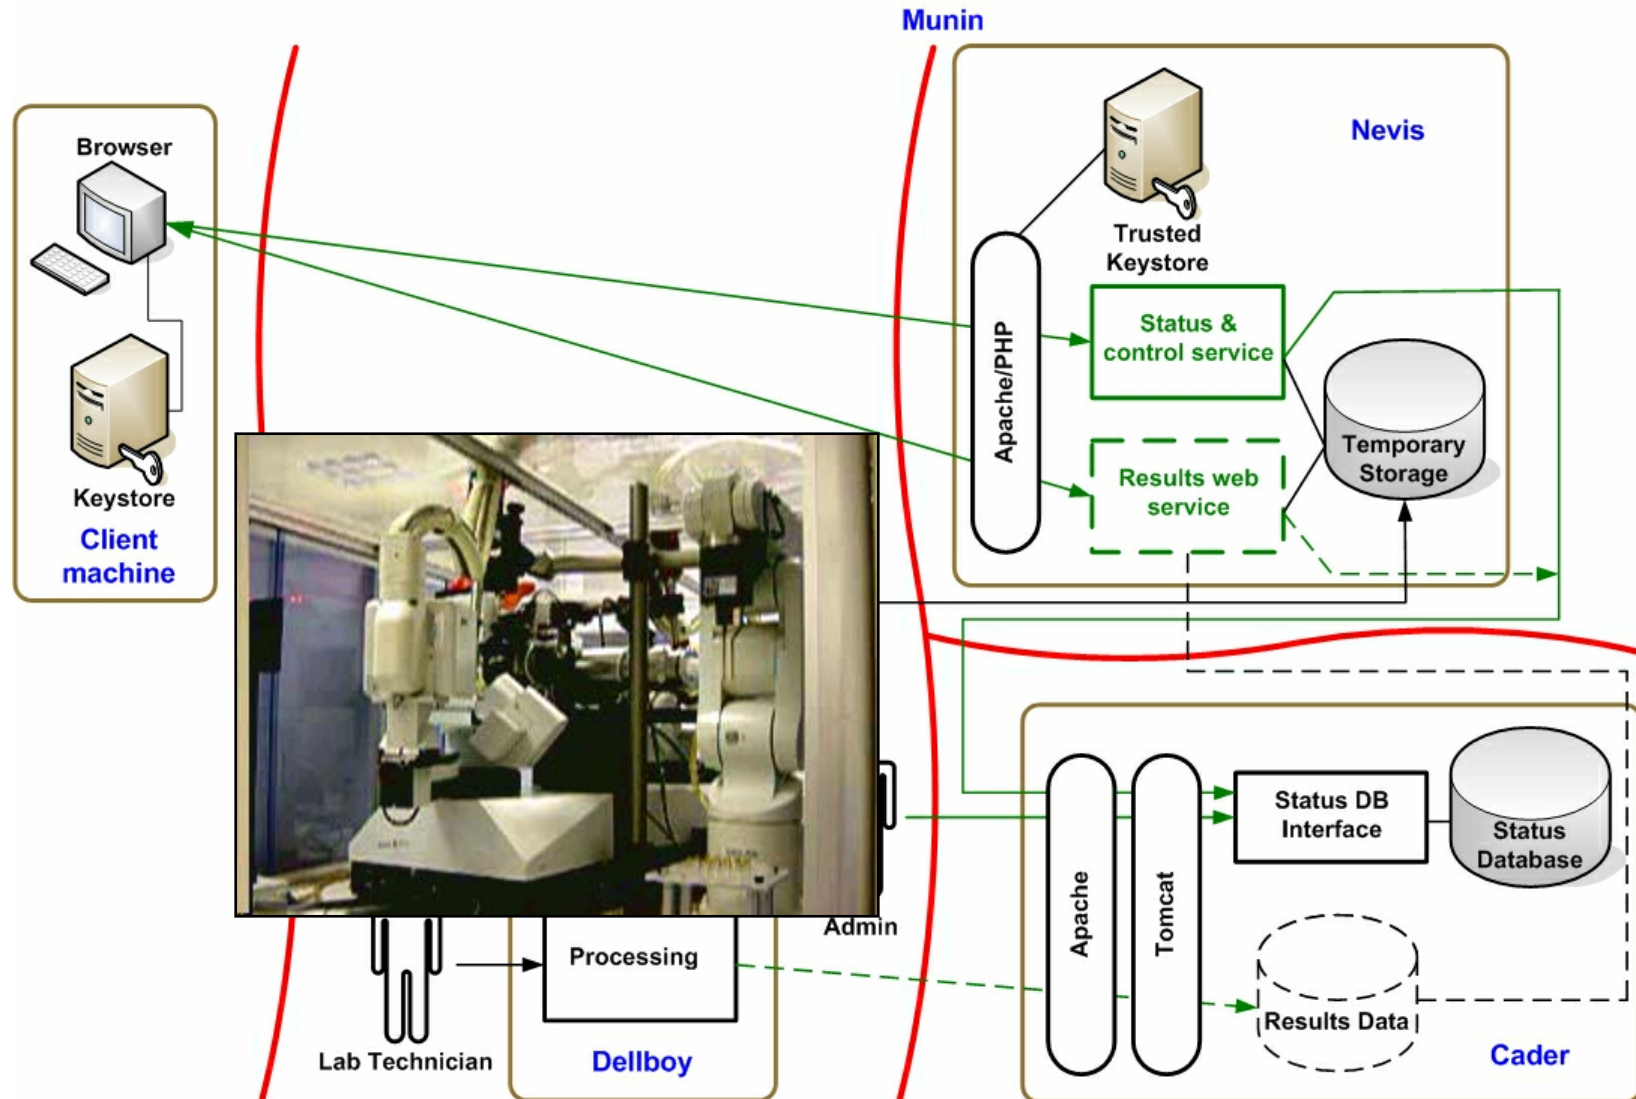 Munin
Nevis
Browser
Trusted
Keystore
Status &
control service
Apache/PHP
Temporary
Storage
Results web
service
Keystore
Client
machine
Status DB
Interface
Status
Database
Apache
Tomcat
Admin
Processing
Results Data
Lab Technician
Dellboy
Cader